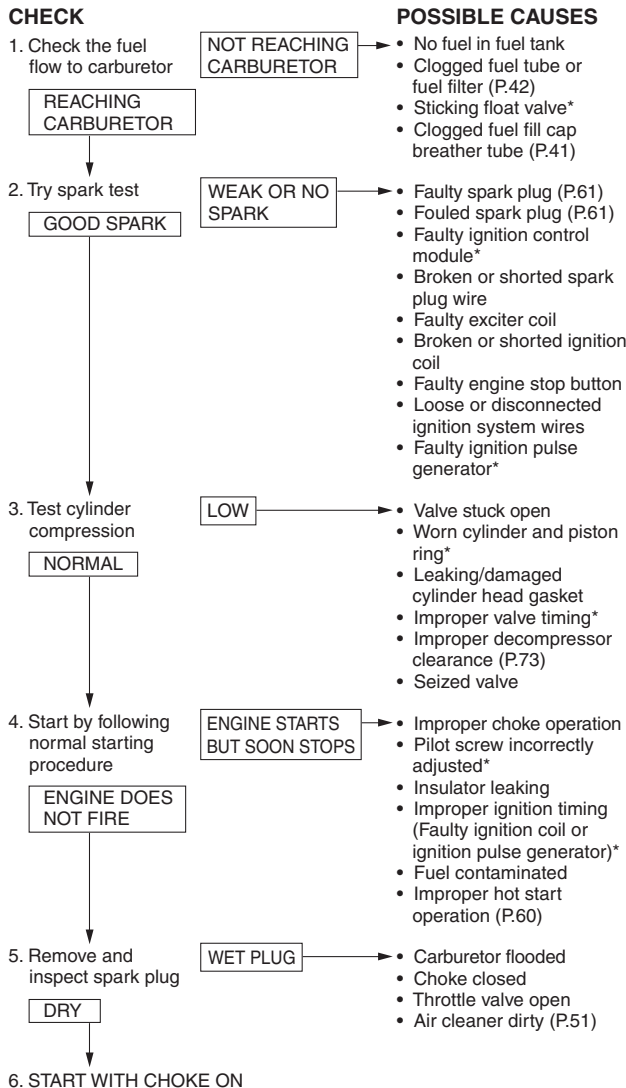 CHECK
POSSIBLE CAUSES
1. Check the fuel
flow to carburetor
REACHING
CARBURETOR
NOT REACHING
CARBURETOR
• No fuel in fuel tank
• Clogged fuel tube or
fuel filter (P.42)
• Sticking float valve*
• Clogged fuel fill cap
breather tube (P.41)
2. Try spark test
GOOD SPARK
WEAK OR NO
SPARK
• Faulty spark plug (P.61)
• Fouled spark plug (P.61)
• Faulty ignition control
module*
• Broken or shorted spark
plug wire
• Faulty exciter coil
• Broken or shorted ignition
coil
• Faulty engine stop button
• Loose or disconnected
ignition system wires
• Faulty ignition pulse
generator*
3. Test cylinder
compression
NORMAL
LOW
• Valve stuck open
• Worn cylinder and piston
ring*
• Leaking/damaged
cylinder head gasket
• Improper valve timing*
• Improper decompressor
clearance (P.73)
• Seized valve
4. Start by following
normal starting
procedure
ENGINE DOES
NOT FIRE
ENGINE STARTS
BUT SOON STOPS
• Improper choke operation
• Pilot screw incorrectly
adjusted*
• Insulator leaking
• Improper ignition timing
(Faulty ignition coil or
ignition pulse generator)*
• Fuel contaminated
• Improper hot start
operation (P.60)
5. Remove and
inspect spark plug
DRY
WET PLUG
• Carburetor flooded
• Choke closed
• Throttle valve open
• Air cleaner dirty (P.51)
6. START WITH CHOKE ON